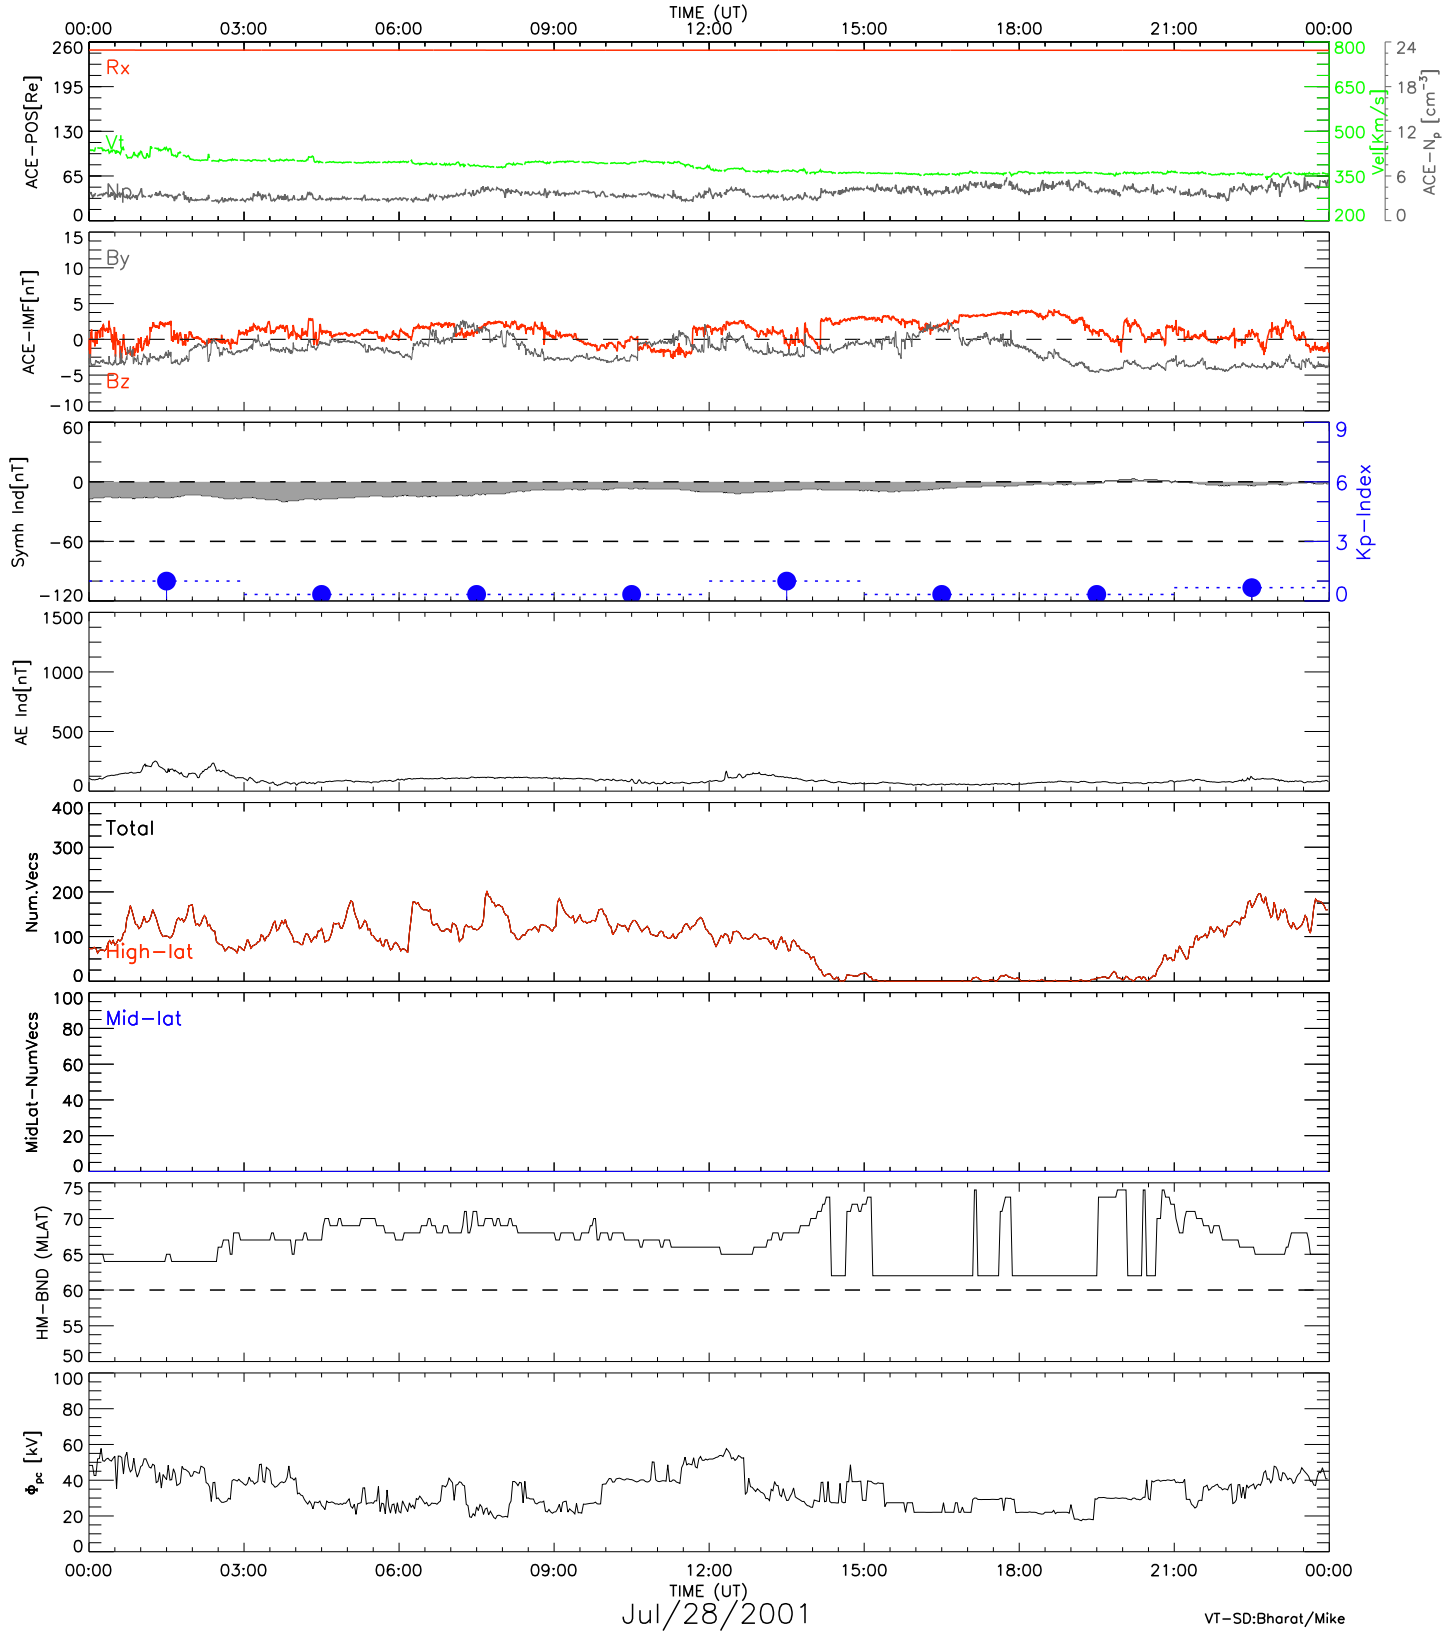 TIME (UT)
00:00 03:00 06:00 09:00 12:00 15:00 18:00 21:00 00:00
260 195 130 65 0
ACE-POS[Re]
Rx
Vt
Np
800 650 500 350 200
Vel[Km/s]
24 18 12 6 0
ACE-Np [cm-3]
15 10 5 0 -5 -10
ACE-IMF[nT]
By
Bz
60 0 -60 -120
Symh Ind[nT]
9 6 3 0
Kp-Index
1500 1000 500 0
AE Ind[nT]
400 300 200 100 0
Num.Vecs
Total
High-lat
100 80 60 40 20 0
MidLat-NumVecs
Mid-lat
75 70 65 60 55 50
HM-BND (MLAT)
100 80 60 40 20 0
Φpc [kV]
00:00 03:00 06:00 09:00 12:00 15:00 18:00 21:00 00:00
TIME (UT)
Jul/28/2001
VT-SD:Bharat/Mike